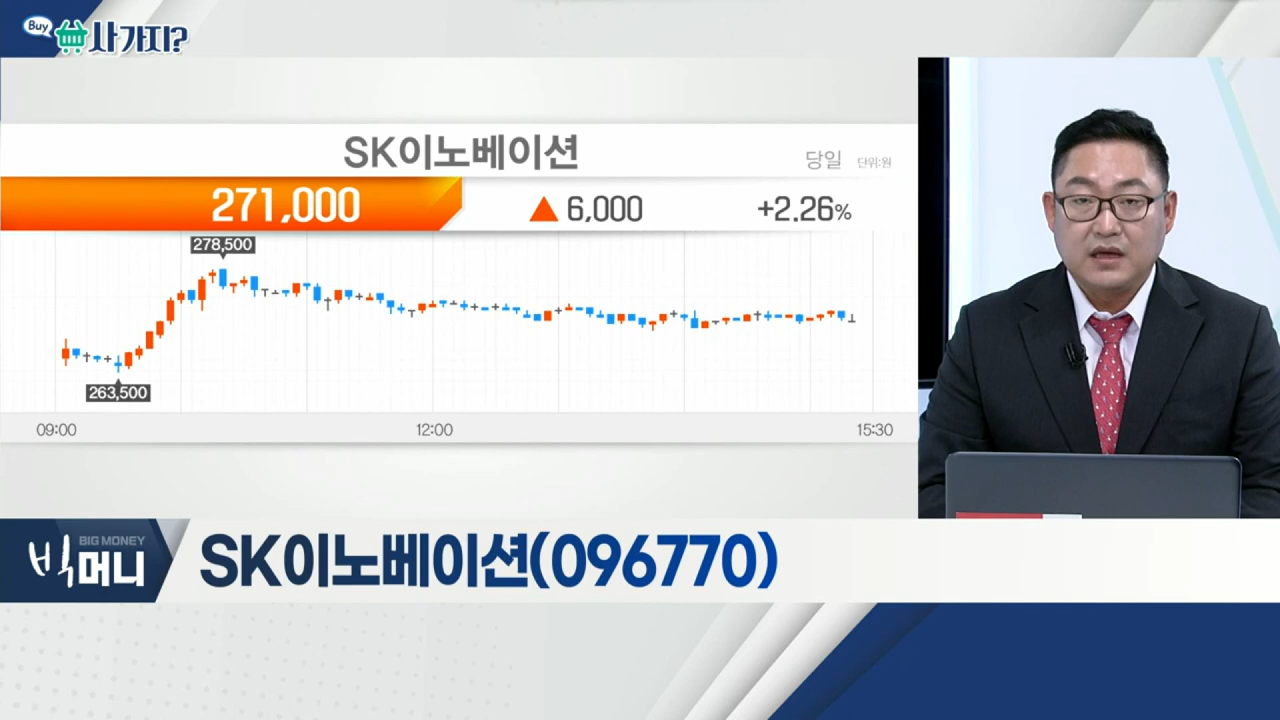 Buy
사 가지?
SK이노베이션
당일 단위:원
271,000 ▲ 6,000 +2.26%
278,500
263,500
09:00 12:00 15:30
BIG MONEY
빅머니
SK이노베이션(096770)